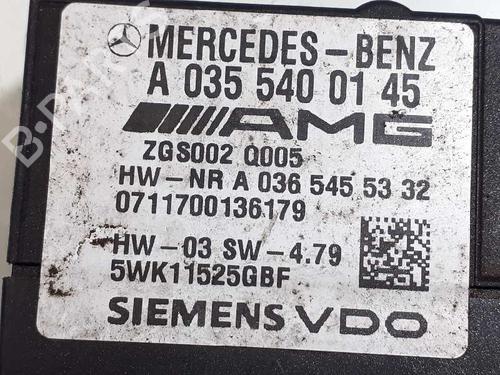 MERCEDES-BENZ
A 035 540 01 45
AMG
ZGS002 Q005
HW-NR A 036 545 53 32
0711700136179
HW-03 SW-4.79
5WK11525GBF
SIEMENS VDO
B-PARTS